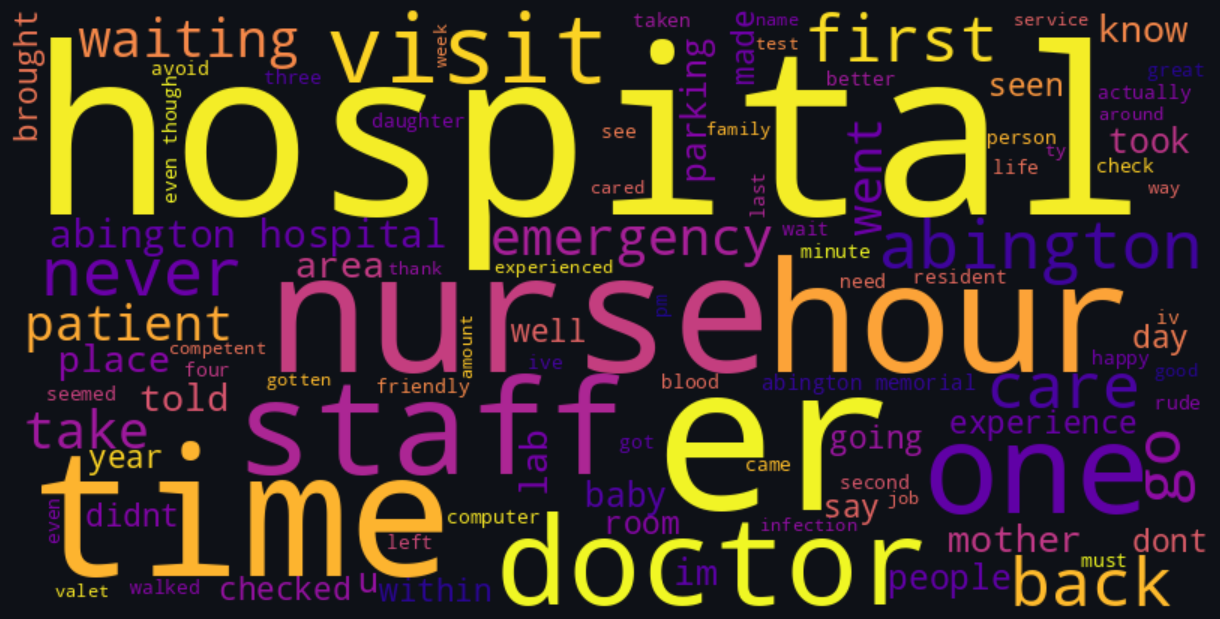 brought
waiting
visit
week
taken
made
name
test
first
service
know
hospital
avoid
three
even though
daughter
see
cared
parking
family
last
better
went
seen
person
life
ty
great
actually
around
took
check
way
abington hospital
emergency
wait
minute
abington
never
area
thank
experienced
need
resident
nurse
hour
patient
place
competent
four
amount
well
ive
pm
iv
day
happy
good
seemed
told
gotten
friendly
blood
abington memorial
care
rude
take
year
staff
lab
got
er
came
going
experience
one
go
time
even
didnt
left
computer
baby
room
second
say
job
infection
doctor
im
mother
dont
must
people
back
valet
walked
checked
u
within